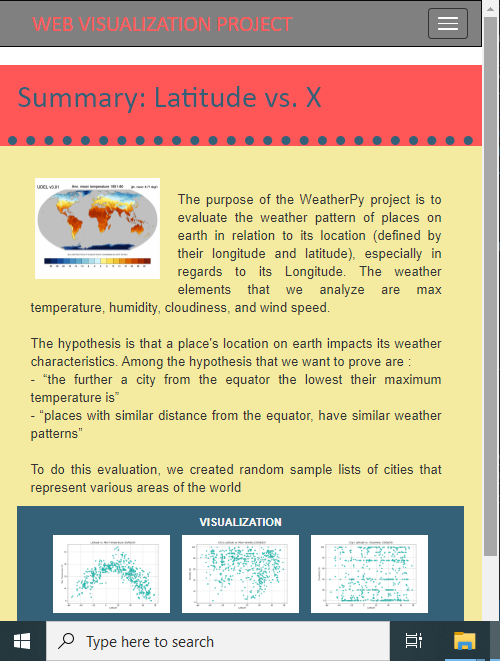 WEB VISUALIZATION PROJECT
Summary: Latitude vs. X
The purpose of the WeatherPy project is to
evaluate the weather pattern of places on
earth in relation to its location (defined by
their longitude and latitude), especially in
regards to its Longitude. The weather
elements that we analyze are max
temperature, humidity, cloudiness, and wind speed.
The hypothesis is that a place's location on earth impacts its weather
characteristics. Among the hypothesis that we want to prove are :
- “the further a city from the equator the lowest their maximum
temperature is”
- “places with similar distance from the equator, have similar weather
patterns”
To do this evaluation, we created random sample lists of cities that
represent various areas of the world
VISUALIZATION
Type here to search